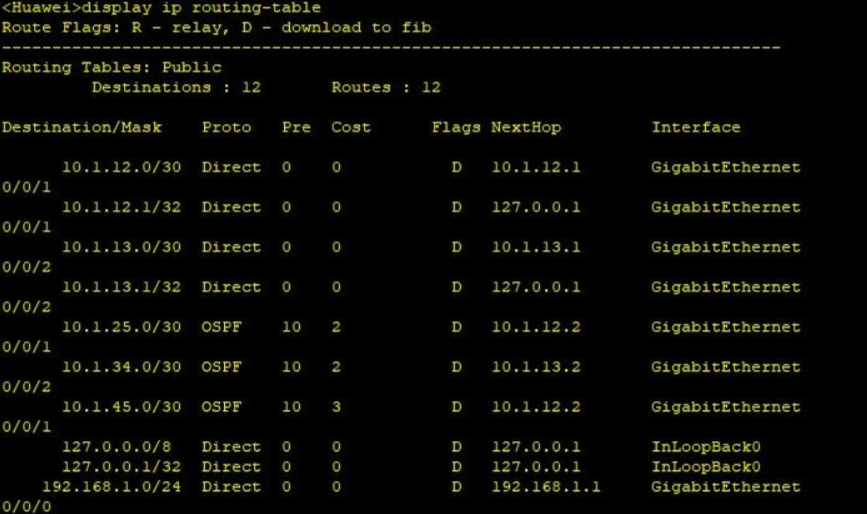 <Huawei>display ip routing-table
Route Flags: R - relay, D - download to fib
------------------------------------------------------------------------------
Routing Tables: Public
         Destinations : 12       Routes : 12

Destination/Mask    Proto   Pre  Cost      Flags NextHop         Interface

      10.1.12.0/30  Direct  0    0           D   10.1.12.1       GigabitEthernet
0/0/1
      10.1.12.1/32  Direct  0    0           D   127.0.0.1       GigabitEthernet
0/0/1
      10.1.13.0/30  Direct  0    0           D   10.1.13.1       GigabitEthernet
0/0/2
      10.1.13.1/32  Direct  0    0           D   127.0.0.1       GigabitEthernet
0/0/2
      10.1.25.0/30  OSPF    10   2           D   10.1.12.2       GigabitEthernet
0/0/1
      10.1.34.0/30  OSPF    10   2           D   10.1.13.2       GigabitEthernet
0/0/2
      10.1.45.0/30  OSPF    10   3           D   10.1.12.2       GigabitEthernet
0/0/1
      127.0.0.0/8   Direct  0    0           D   127.0.0.1       InLoopBack0
      127.0.0.1/32  Direct  0    0           D   127.0.0.1       InLoopBack0
    192.168.1.0/24  Direct  0    0           D   192.168.1.1     GigabitEthernet
0/0/0